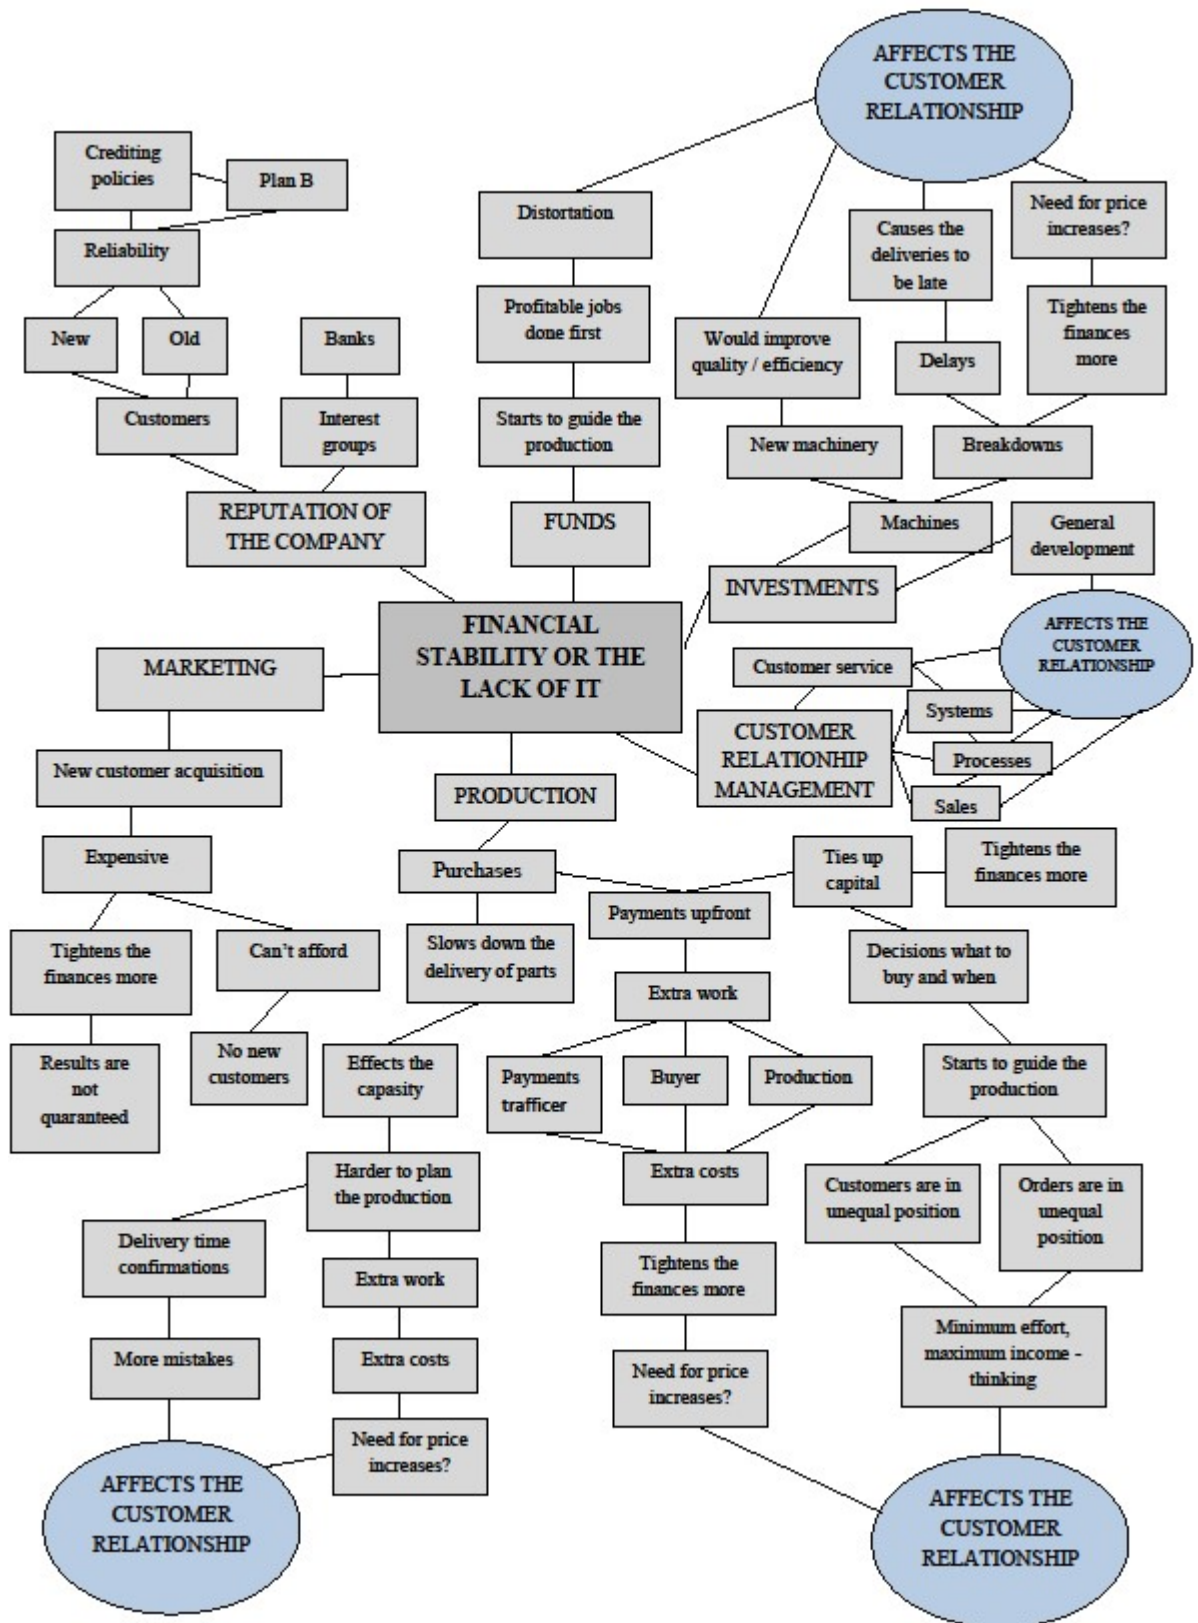 AFFECTS THE
CUSTOMER
RELATIONSHIP
Crediting
policies
Plan B
Reliability
New
Old
Banks
Customers
Interest
groups
REPUTATION OF
THE COMPANY
Distortation
Profitable jobs
done first
Starts to guide the
production
FUNDS
Would improve
quality / efficiency
New machinery
Causes the
deliveries to
be late
Delays
Need for price
increases?
Tightens the
finances
more
Breakdowns
Machines
General
development
INVESTMENTS
FINANCIAL
STABILITY OR THE
LACK OF IT
AFFECTS THE
CUSTOMER
RELATIONSHIP
MARKETING
Customer service
Systems
CUSTOMER
RELATIONHIP
MANAGEMENT
Processes
Sales
New customer acquisition
PRODUCTION
Expensive
Purchases
Ties up
capital
Tightens the
finances more
Payments upfront
Tightens the
finances more
Can't afford
Slows down the
delivery of parts
Decisions what to
buy and when
Extra work
Results are
not
quaranteed
No new
customers
Effects the
capasity
Payments
trafficer
Buyer
Production
Starts to guide the
production
Harder to plan
the production
Extra costs
Customers are in
unequal position
Orders are in
unequal
position
Delivery time
confirmations
Extra work
Tightens the
finances more
Minimum effort,
maximum income -
thinking
More mistakes
Extra costs
Need for price
increases?
Need for price
increases?
AFFECTS THE
CUSTOMER
RELATIONSHIP
AFFECTS THE
CUSTOMER
RELATIONSHIP